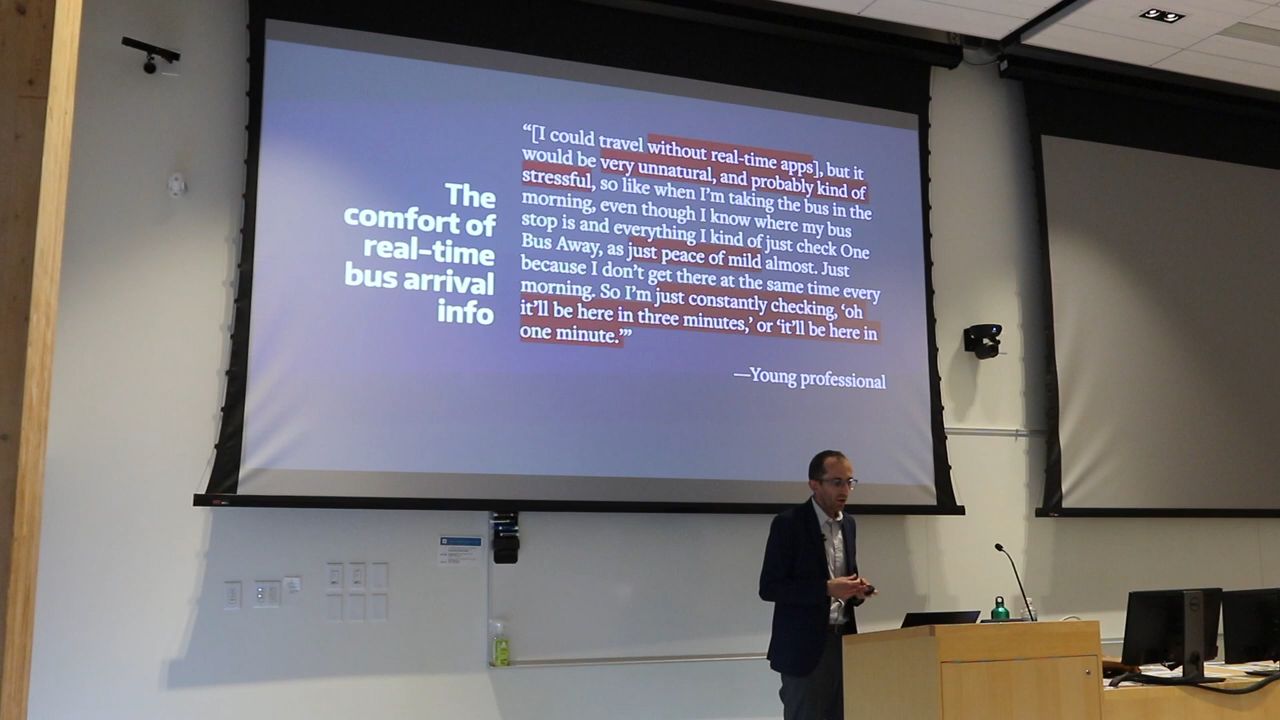 The
comfort of
real-time
bus arrival
info
“[I could travel without real-time apps], but it
would be very unnatural, and probably kind of
stressful, so like when I’m taking the bus in the
morning, even though I know where my bus
stop is and everything I kind of just check One
Bus Away, as just peace of mild almost. Just
because I don’t get there at the same time every
morning. So I’m just constantly checking, ‘oh
it’ll be here in three minutes,’ or ‘it’ll be here in
one minute.’”
—Young professional